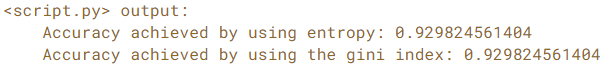 <script.py> output:
Accuracy achieved by using entropy: 0.929824561404
Accuracy achieved by using the gini index: 0.929824561404